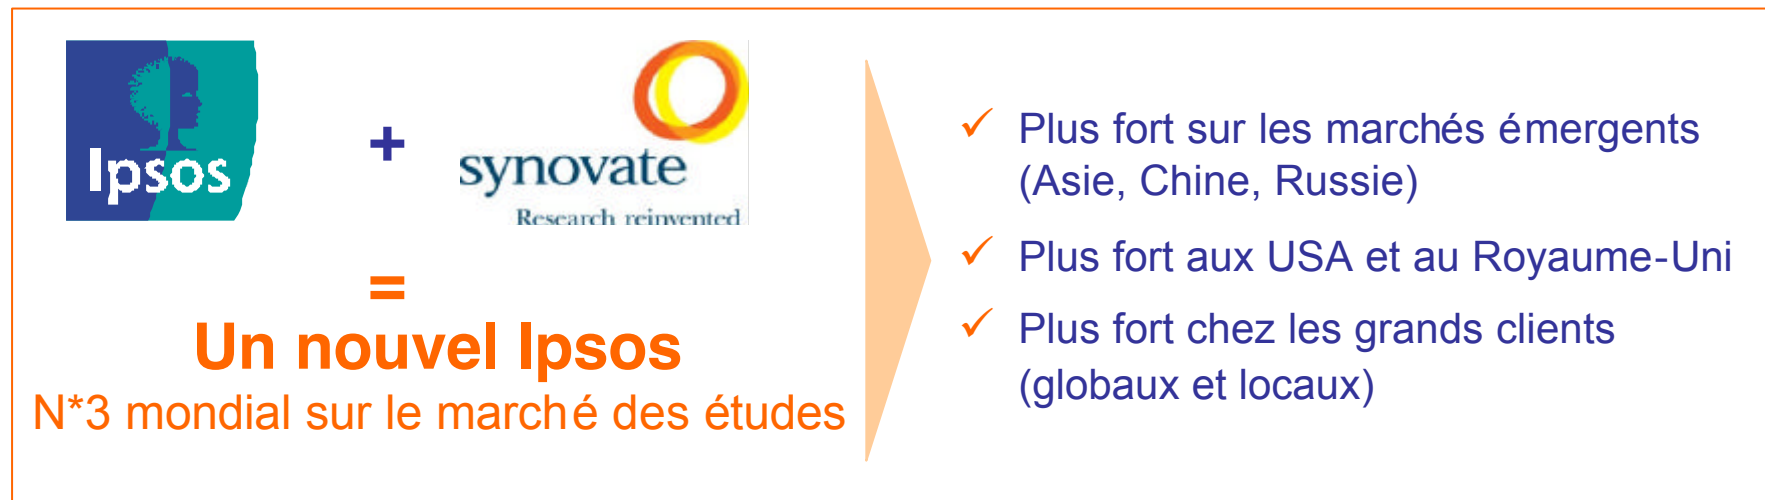 Ipsos
+
synovate
Research reinvented
=
Un nouvel Ipsos
N*3 mondial sur le marché des études
✓ Plus fort sur les marchés émergents
(Asie, Chine, Russie)
✓ Plus fort aux USA et au Royaume-Uni
✓ Plus fort chez les grands clients
(globaux et locaux)